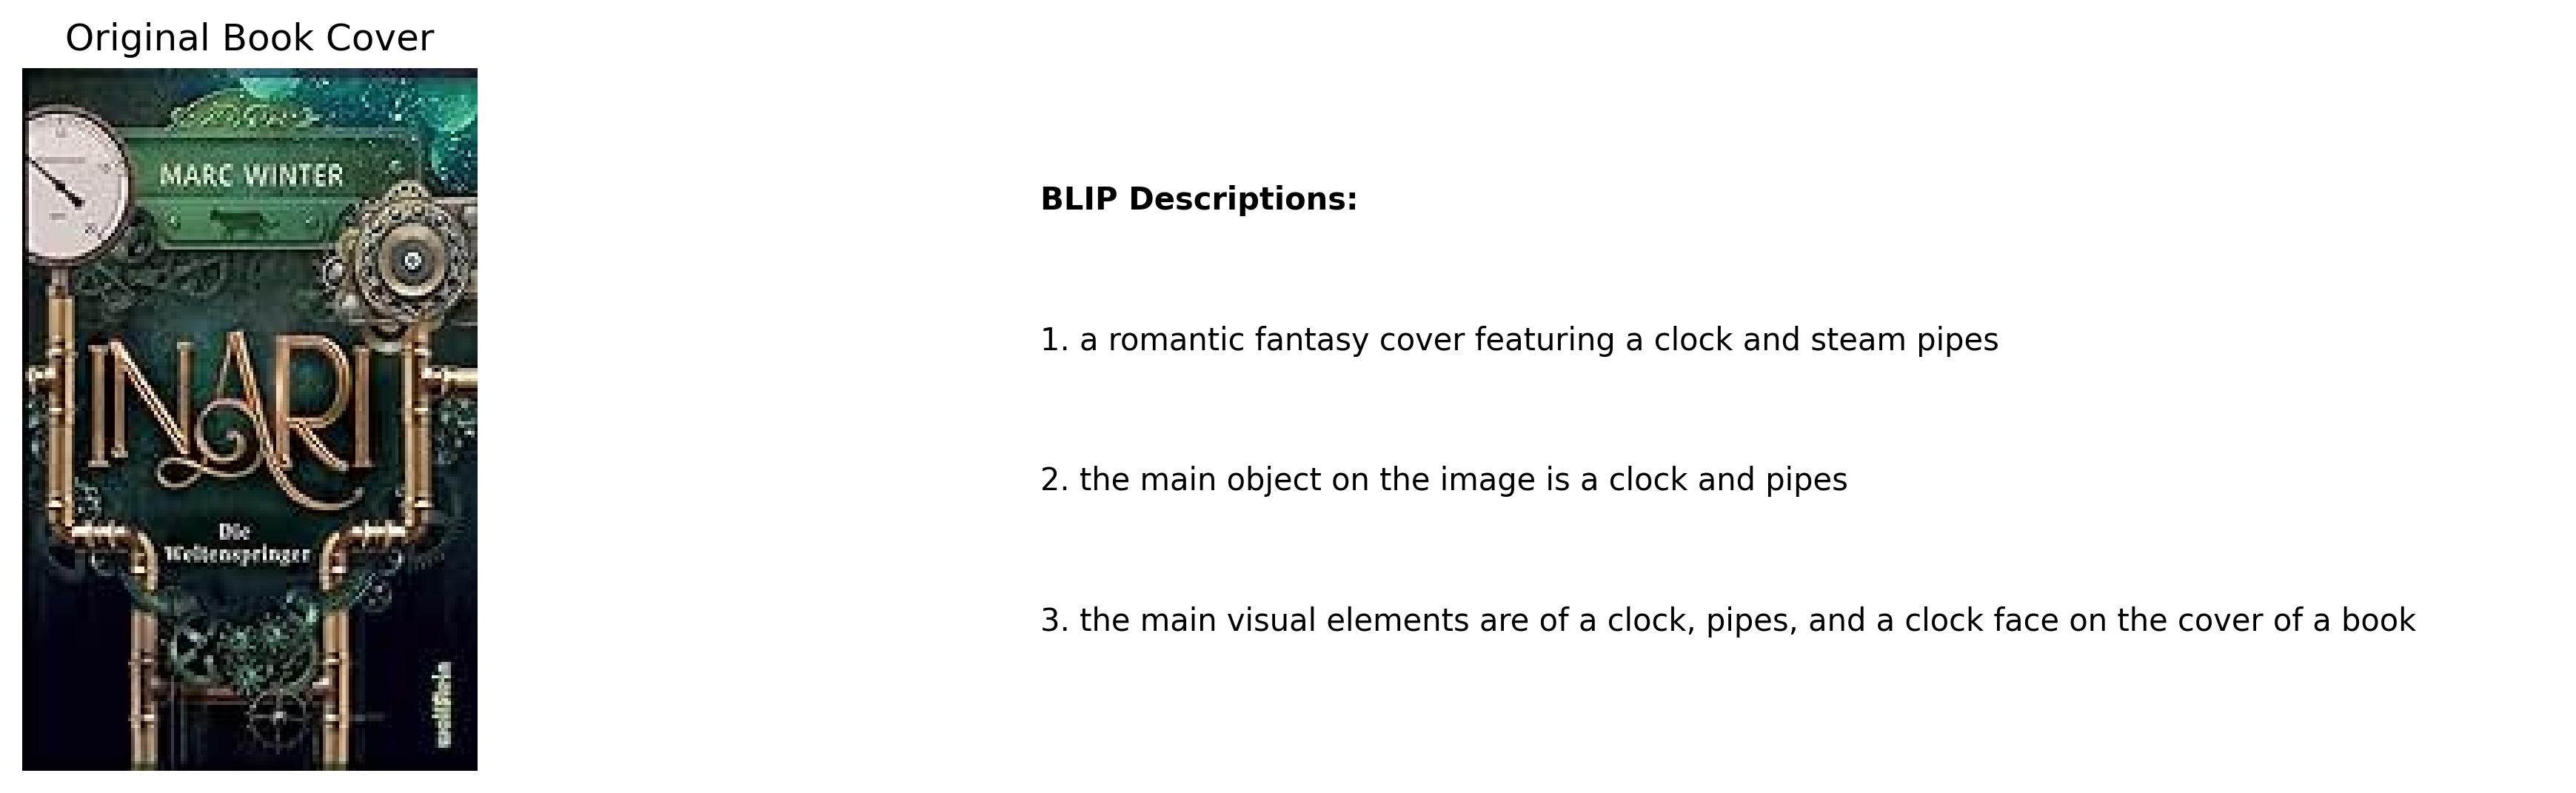 Original Book Cover
MARC WINTER
INARI
Die
Weltenspringer
BLIP Descriptions:
1. a romantic fantasy cover featuring a clock and steam pipes
2. the main object on the image is a clock and pipes
3. the main visual elements are of a clock, pipes, and a clock face on the cover of a book